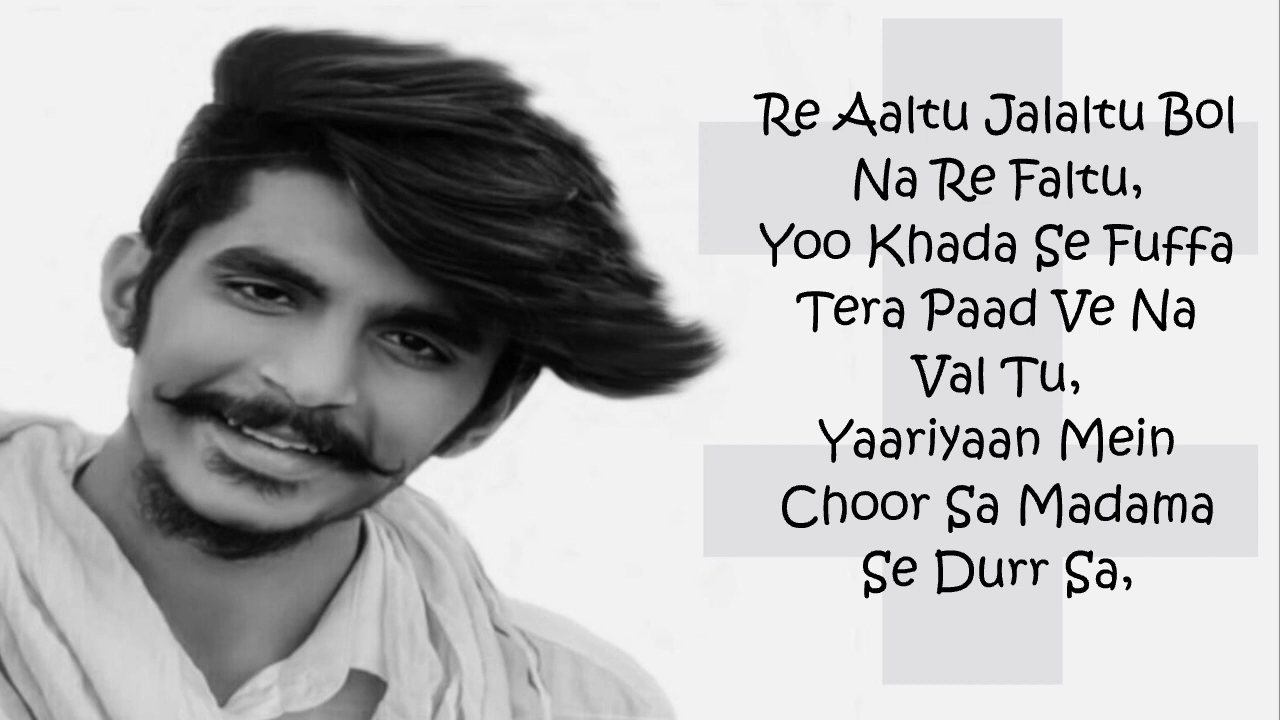 Re Aaltu Jalaltu Bol
Na Re Faltu,
Yoo Khada Se Fuffa
Tera Paad Ve Na
Val Tu,
Yaariyaan Mein
Choor Sa Madama
Se Durr Sa,